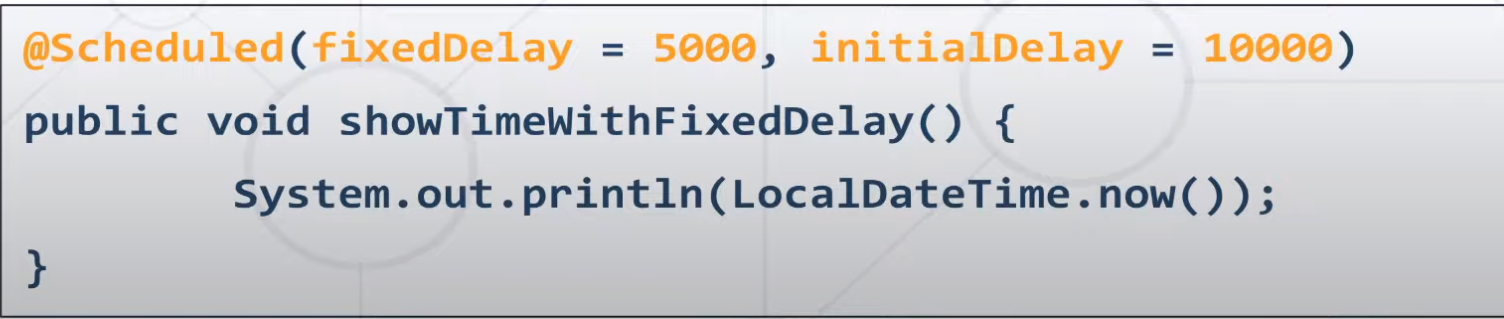 @Scheduled(fixedDelay = 5000, initialDelay = 10000)
public void showTimeWithFixedDelay() {
        System.out.println(LocalDateTime.now());
}